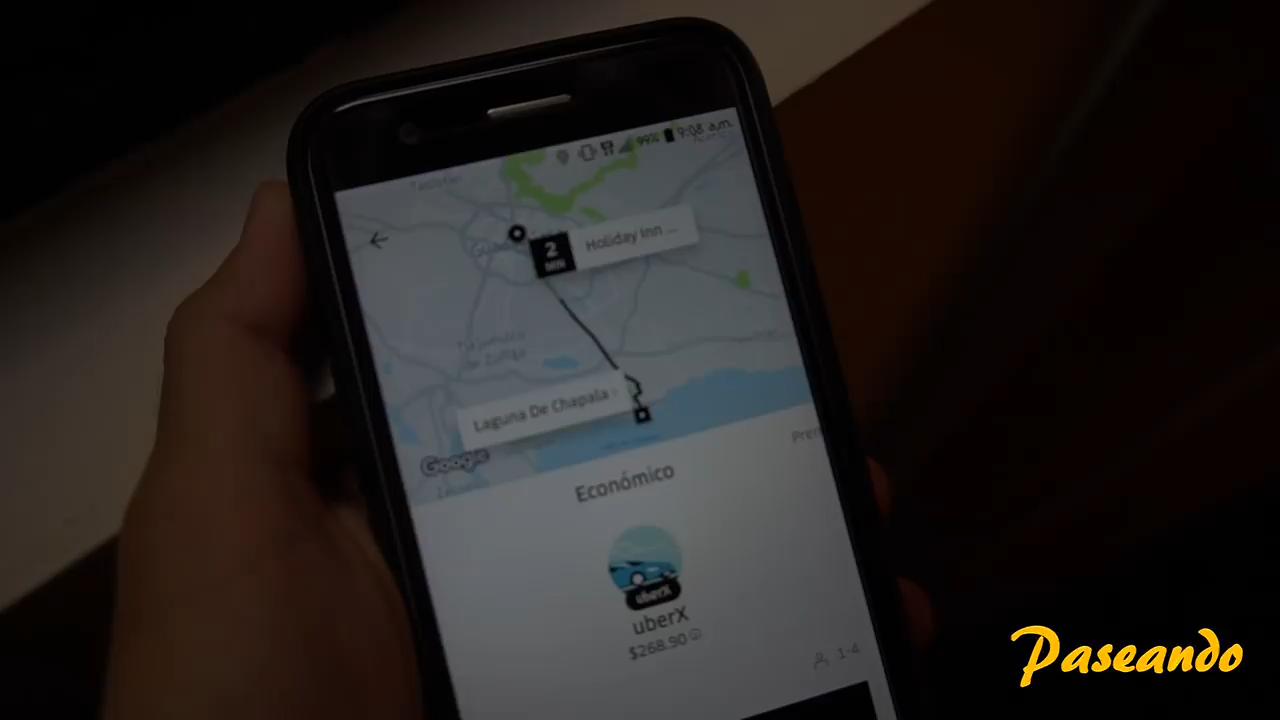 99% 9:08 a.m.
2
MIN
Holiday Inn ...
Laguna De Chapala
Google
Económico
uberX
uberX
$268.90
1-4
Paseando